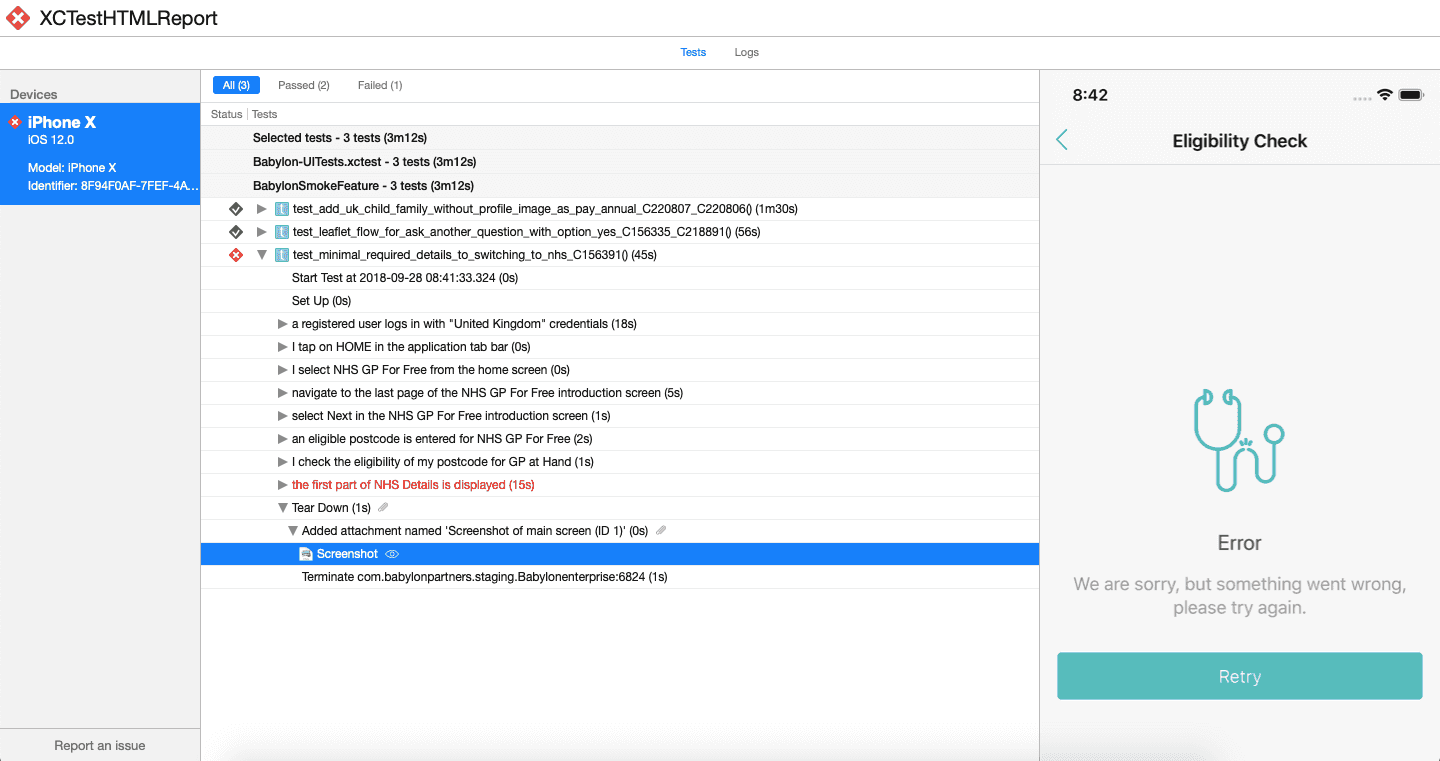 XCTestHTMLReport
Tests Logs
Devices
iPhone X
iOS 12.0
Model: iPhone X
Identifier: 8F94F0AF-7FEF-4A...
All (3) Passed (2) Failed (1)
Status Tests
Selected tests - 3 tests (3m12s)
Babylon-UITests.xctest - 3 tests (3m12s)
BabylonSmokeFeature - 3 tests (3m12s)
test_add_uk_child_family_without_profile_image_as_pay_annual_C220807_C220806() (1m30s)
test_leaflet_flow_for_ask_another_question_with_option_yes_C156335_C218891() (56s)
test_minimal_required_details_to_switching_to_nhs_C156391() (45s)
Start Test at 2018-09-28 08:41:33.324 (0s)
Set Up (0s)
a registered user logs in with "United Kingdom" credentials (18s)
I tap on HOME in the application tab bar (0s)
I select NHS GP For Free from the home screen (0s)
navigate to the last page of the NHS GP For Free introduction screen (5s)
select Next in the NHS GP For Free introduction screen (1s)
an eligible postcode is entered for NHS GP For Free (2s)
I check the eligibility of my postcode for GP at Hand (1s)
the first part of NHS Details is displayed (15s)
Tear Down (1s)
Added attachment named 'Screenshot of main screen (ID 1)' (0s)
Screenshot
Terminate com.babylonpartners.staging.Babylonenterprise:6824 (1s)
Report an issue
8:42
Eligibility Check
Error
We are sorry, but something went wrong,
please try again.
Retry